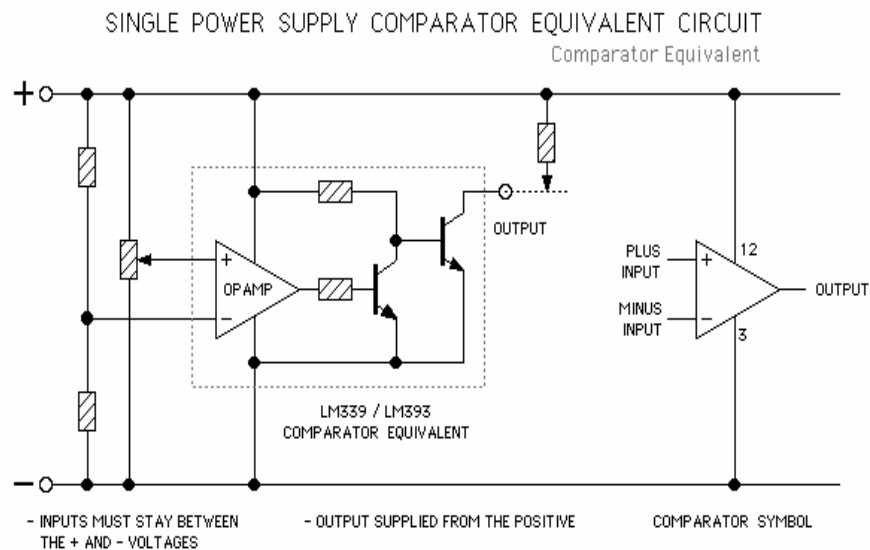 SINGLE POWER SUPPLY COMPARATOR EQUIVALENT CIRCUIT
Comparator Equivalent
+
OUTPUT
+
OPAMP
-
PLUS
INPUT
+
12
OUTPUT
MINUS
INPUT
-
3
LM339 / LM393
COMPARATOR EQUIVALENT
-
- INPUTS MUST STAY BETWEEN
THE + AND - VOLTAGES
- OUTPUT SUPPLIED FROM THE POSITIVE
COMPARATOR SYMBOL